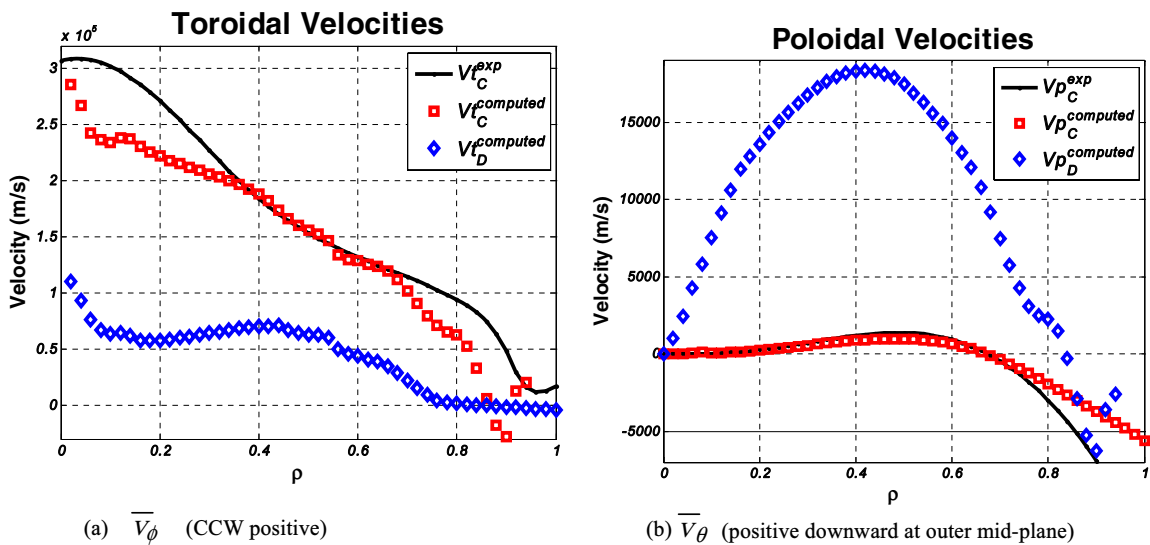 Toroidal Velocities
x 10⁵
Vt_C^exp
Vt_C^computed
Vt_D^computed
Velocity (m/s)
3
2.5
2
1.5
1
0.5
0
0 0.2 0.4 0.6 0.8 1
ρ
(a) V̅_ϕ (CCW positive)
Poloidal Velocities
Vp_C^exp
Vp_C^computed
Vp_D^computed
Velocity (m/s)
15000
10000
5000
0
-5000
0 0.2 0.4 0.6 0.8 1
ρ
(b) V̅_θ (positive downward at outer mid-plane)